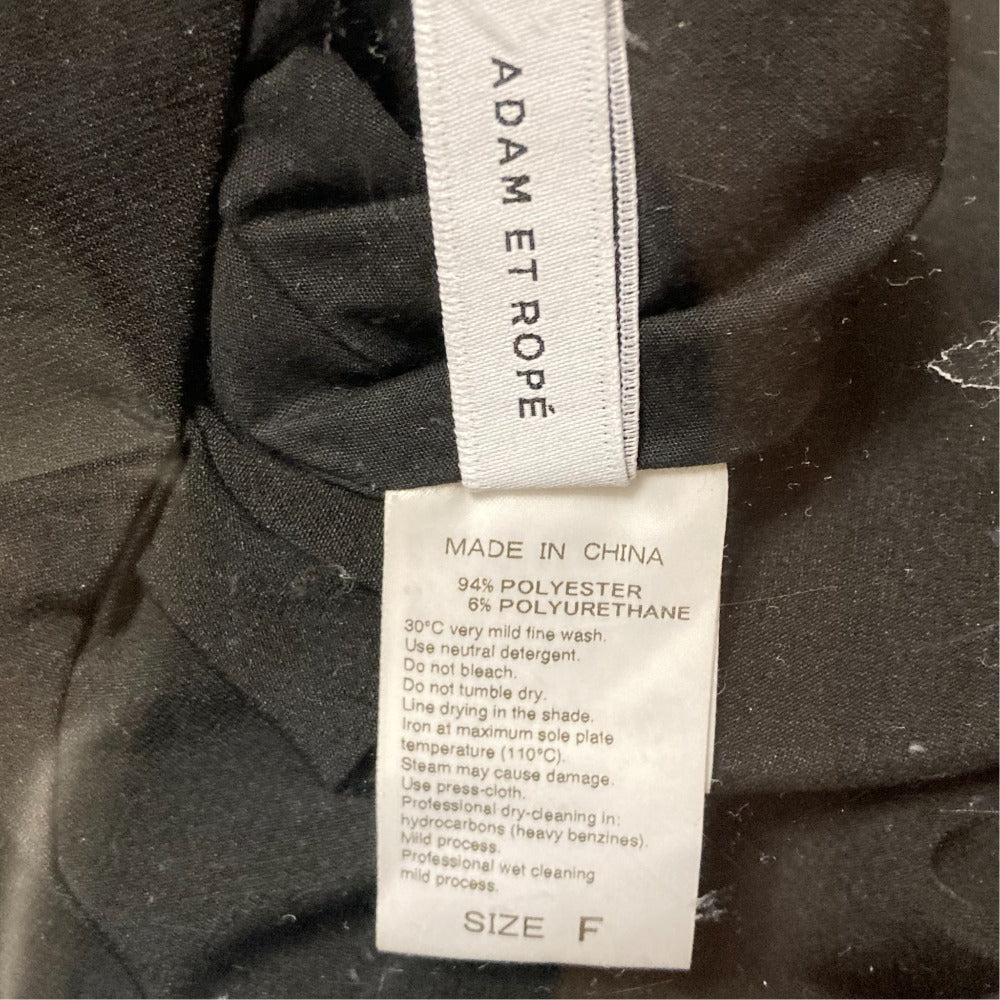 ADAM ET ROPÉ
MADE IN CHINA
94% POLYESTER
6% POLYURETHANE
30°C very mild fine wash.
Use neutral detergent.
Do not bleach.
Do not tumble dry.
Line drying in the shade.
Iron at maximum sole plate
temperature (110°C).
Steam may cause damage.
Use press-cloth.
Professional dry-cleaning in:
hydrocarbons (heavy benzines).
Mild process.
Professional wet cleaning
mild process.
SIZE F